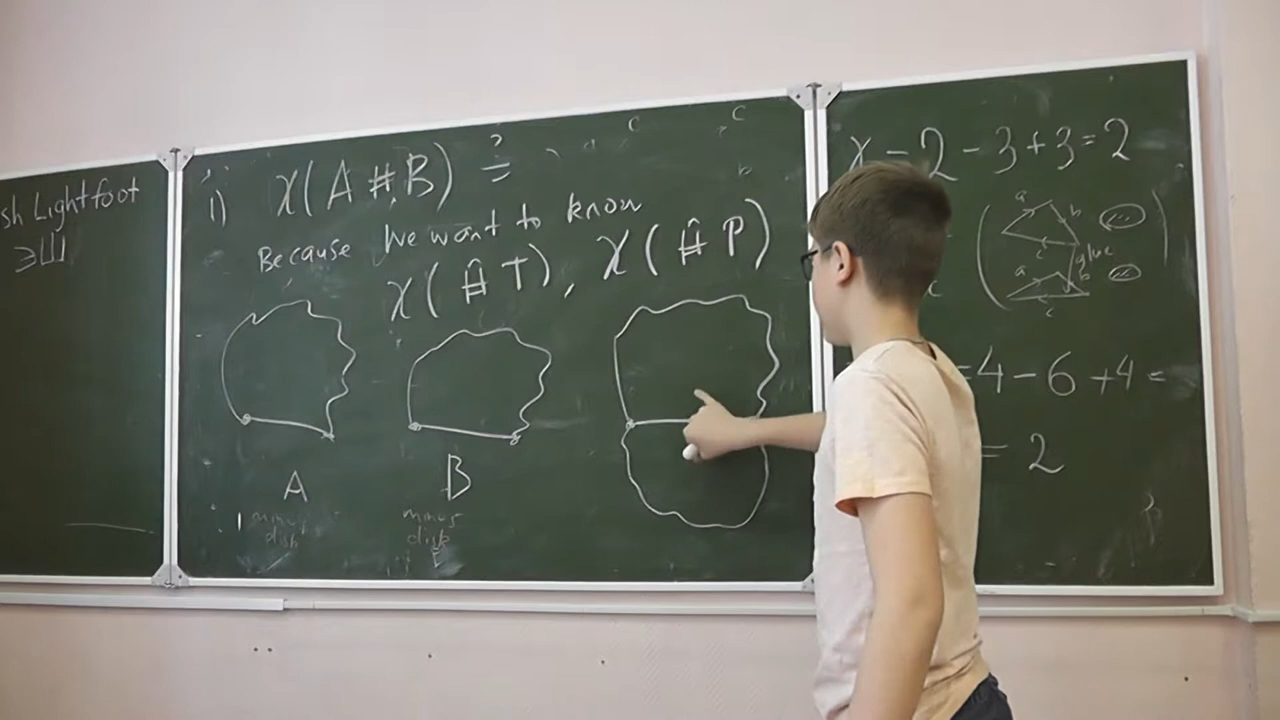 sh Lightfoot
ЭШ
1) χ(A # B) ?=
Because We want to know
χ(#̂ T), χ(#̂ P)
A
B
minus
disk
minus
disk
χ - 2 - 3 + 3 = 2
a b
c glue
a b
c
= 4 - 6 + 4 =
= 2